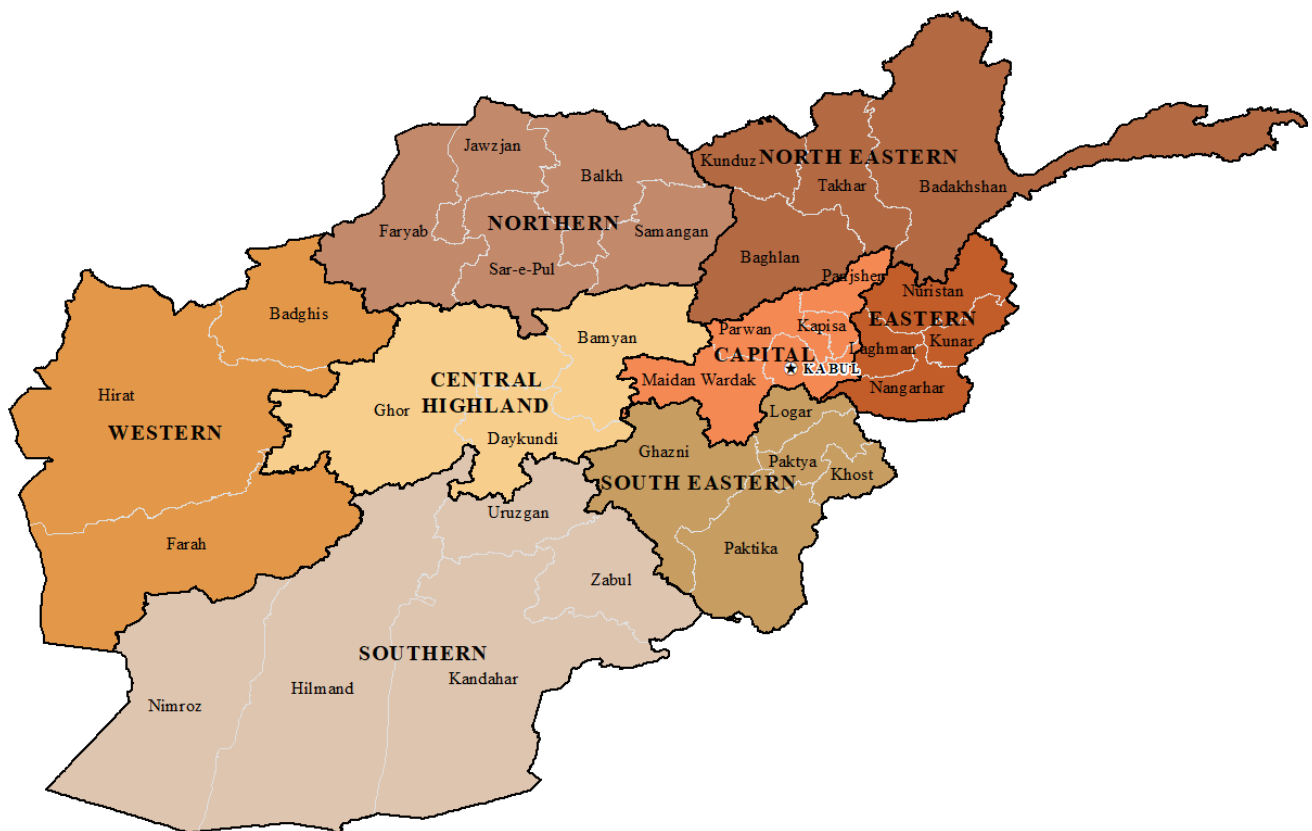 Jawzjan
Kunduz
NORTH EASTERN
Balkh
Takhar
Badakhshan
Faryab
NORTHERN
Samangan
Sar-e-Pul
Baghlan
Panjsher
Nuristan
Badghis
EASTERN
Parwan
Kapisa
Bamyan
Kunar
CAPITAL
Laghman
KABUL
Hirat
CENTRAL
HIGHLAND
Maidan Wardak
Nangarhar
Ghor
Logar
WESTERN
Daykundi
Ghazni
Paktya
Khost
SOUTH EASTERN
Uruzgan
Farah
Paktika
Zabul
SOUTHERN
Kandahar
Hilmand
Nimroz